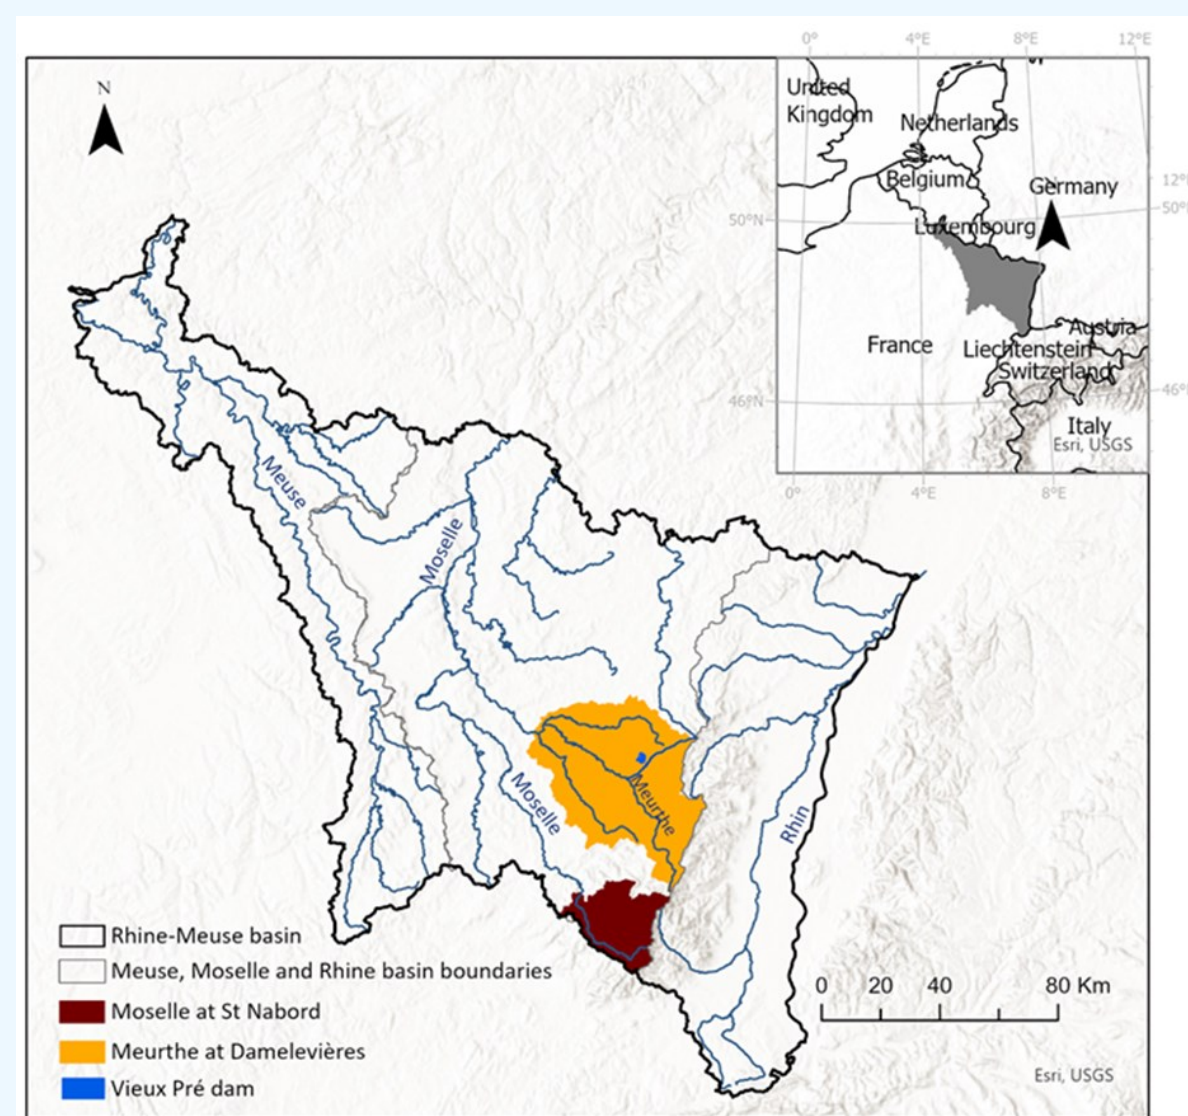 0°
4°E
8°E
12°E
N
United
Kingdom
Netherlands
Belgium
Germany
12°
50°
50°N
Luxembourg
France
Austria
Liechtenstein
Switzerland
46°N
46°
Italy
Esri, USGS
0°
4°E
8°E
Meuse
Moselle
Moselle
Meurthe
Rhin
Rhine-Meuse basin
Meuse, Moselle and Rhine basin boundaries
Moselle at St Nabord
Meurthe at Damelevières
Vieux Pré dam
0 20 40 80 Km
Esri, USGS